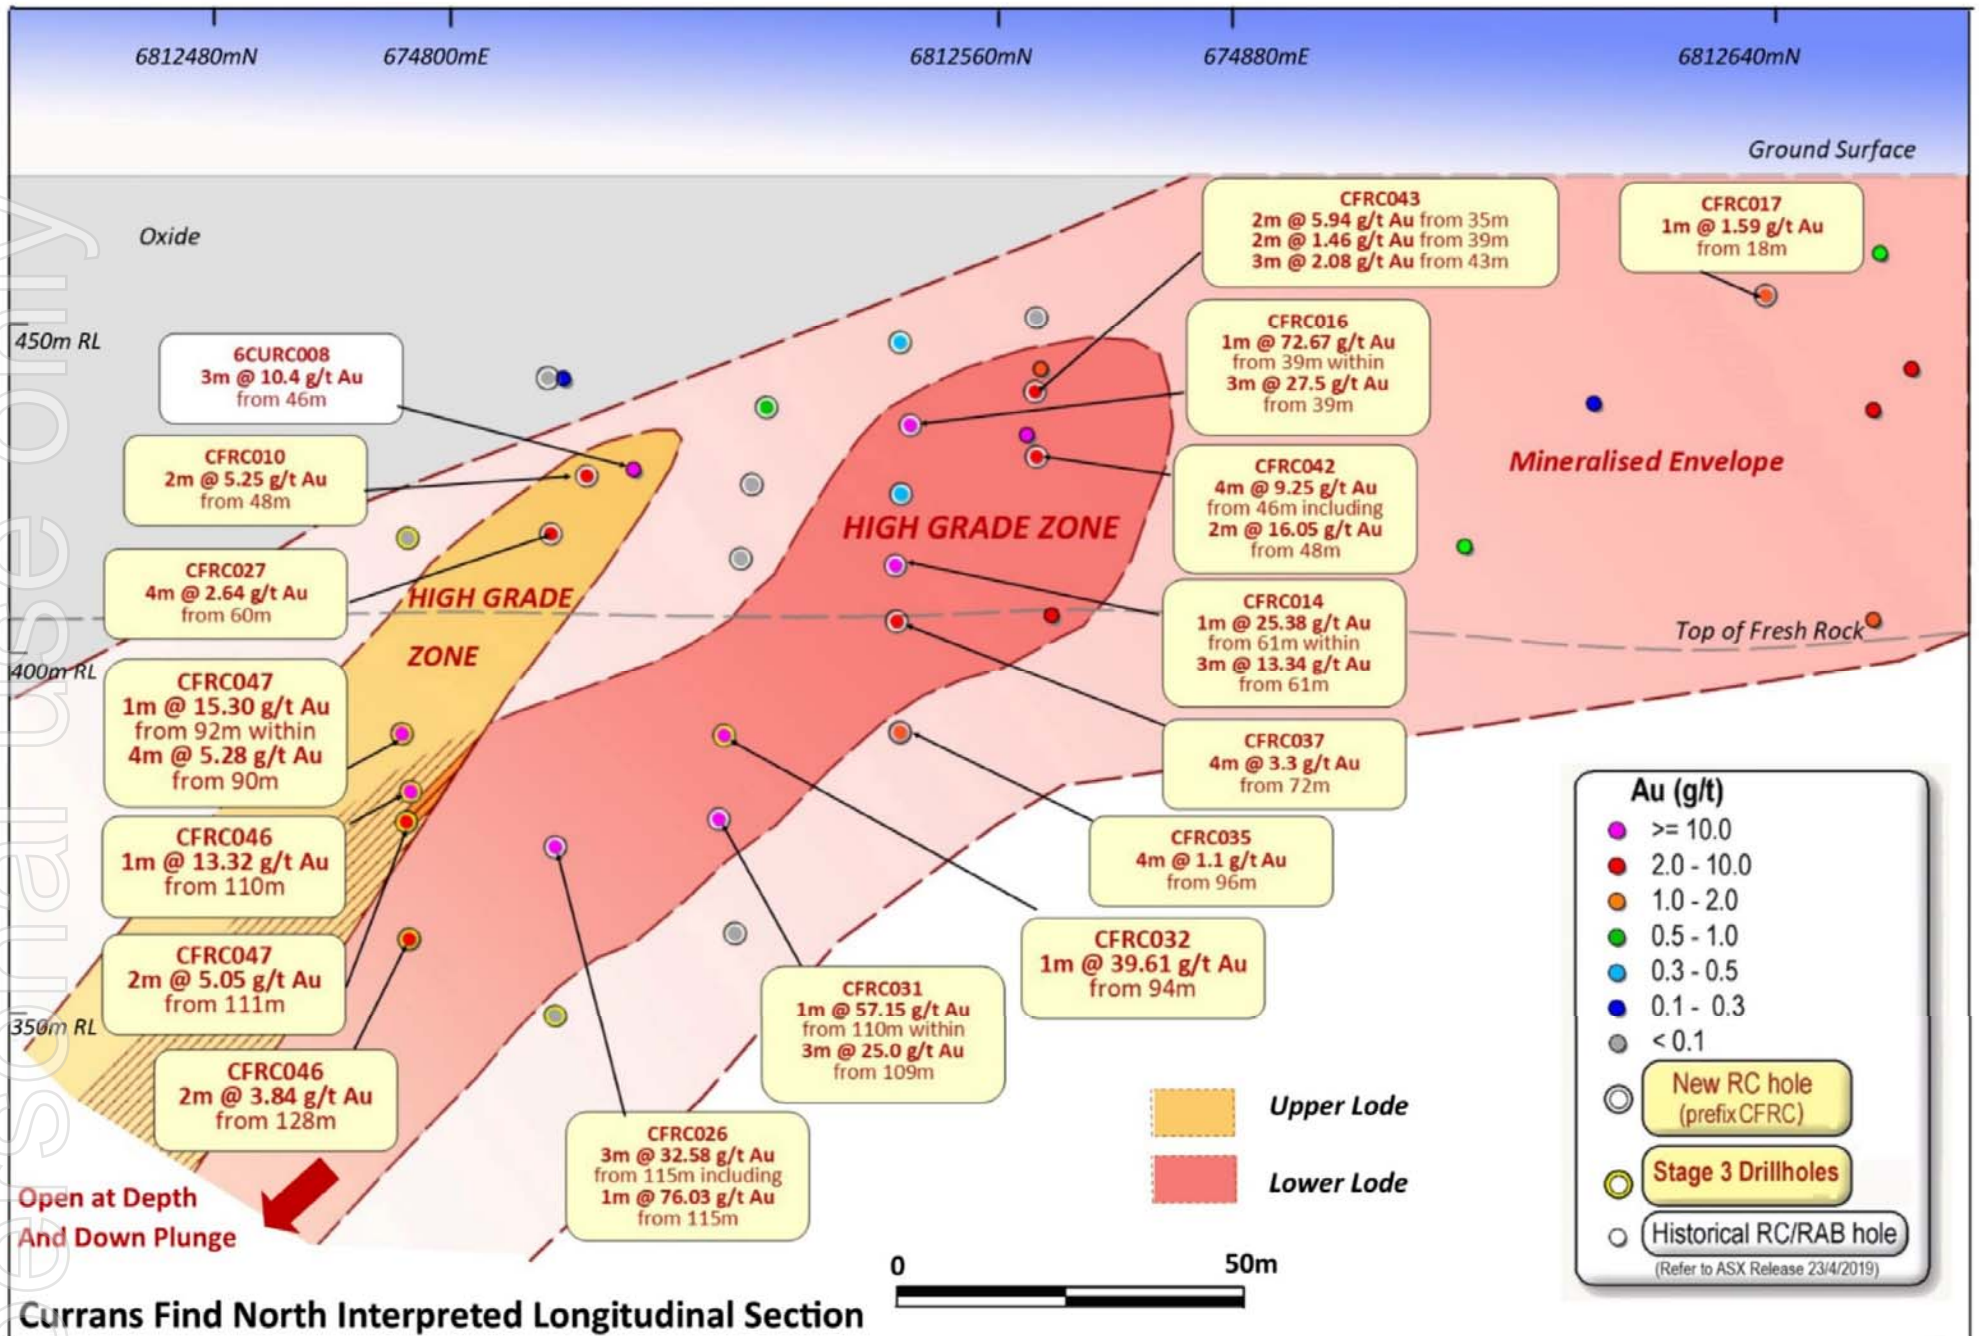 6812480mN
674800mE
6812560mN
674880mE
6812640mN
Ground Surface
Oxide
450m RL
400m RL
350m RL
6CURC008
3m @ 10.4 g/t Au
from 46m
CFRC010
2m @ 5.25 g/t Au
from 48m
CFRC027
4m @ 2.64 g/t Au
from 60m
CFRC047
1m @ 15.30 g/t Au
from 92m within
4m @ 5.28 g/t Au
from 90m
CFRC046
1m @ 13.32 g/t Au
from 110m
CFRC047
2m @ 5.05 g/t Au
from 111m
CFRC046
2m @ 3.84 g/t Au
from 128m
Open at Depth
And Down Plunge
HIGH GRADE
ZONE
HIGH GRADE ZONE
CFRC043
2m @ 5.94 g/t Au from 35m
2m @ 1.46 g/t Au from 39m
3m @ 2.08 g/t Au from 43m
CFRC017
1m @ 1.59 g/t Au
from 18m
CFRC016
1m @ 72.67 g/t Au
from 39m within
3m @ 27.5 g/t Au
from 39m
CFRC042
4m @ 9.25 g/t Au
from 46m including
2m @ 16.05 g/t Au
from 48m
Mineralised Envelope
CFRC014
1m @ 25.38 g/t Au
from 61m within
3m @ 13.34 g/t Au
from 61m
Top of Fresh Rock
CFRC037
4m @ 3.3 g/t Au
from 72m
CFRC035
4m @ 1.1 g/t Au
from 96m
CFRC032
1m @ 39.61 g/t Au
from 94m
CFRC031
1m @ 57.15 g/t Au
from 110m within
3m @ 25.0 g/t Au
from 109m
CFRC026
3m @ 32.58 g/t Au
from 115m including
1m @ 76.03 g/t Au
from 115m
Upper Lode
Lower Lode
Au (g/t)
>= 10.0
2.0 - 10.0
1.0 - 2.0
0.5 - 1.0
0.3 - 0.5
0.1 - 0.3
< 0.1
New RC hole
(prefix CFRC)
Stage 3 Drillholes
Historical RC/RAB hole
(Refer to ASX Release 23/4/2019)
0
50m
Currans Find North Interpreted Longitudinal Section
ersonal use only